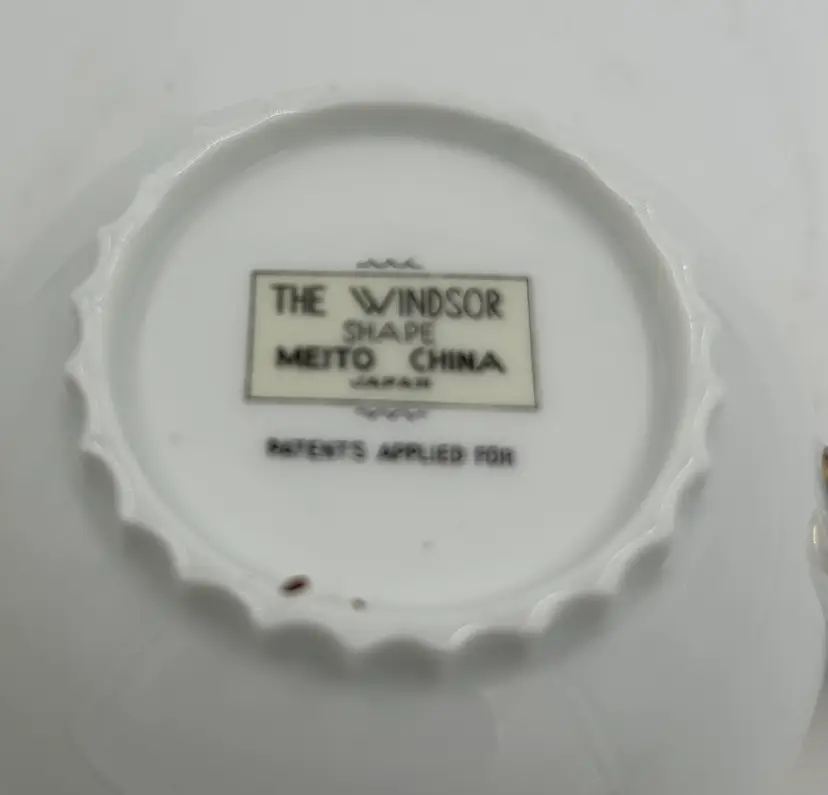 THE WINDSOR
SHAPE
MEITO CHINA
JAPAN
PATENTS APPLIED FOR